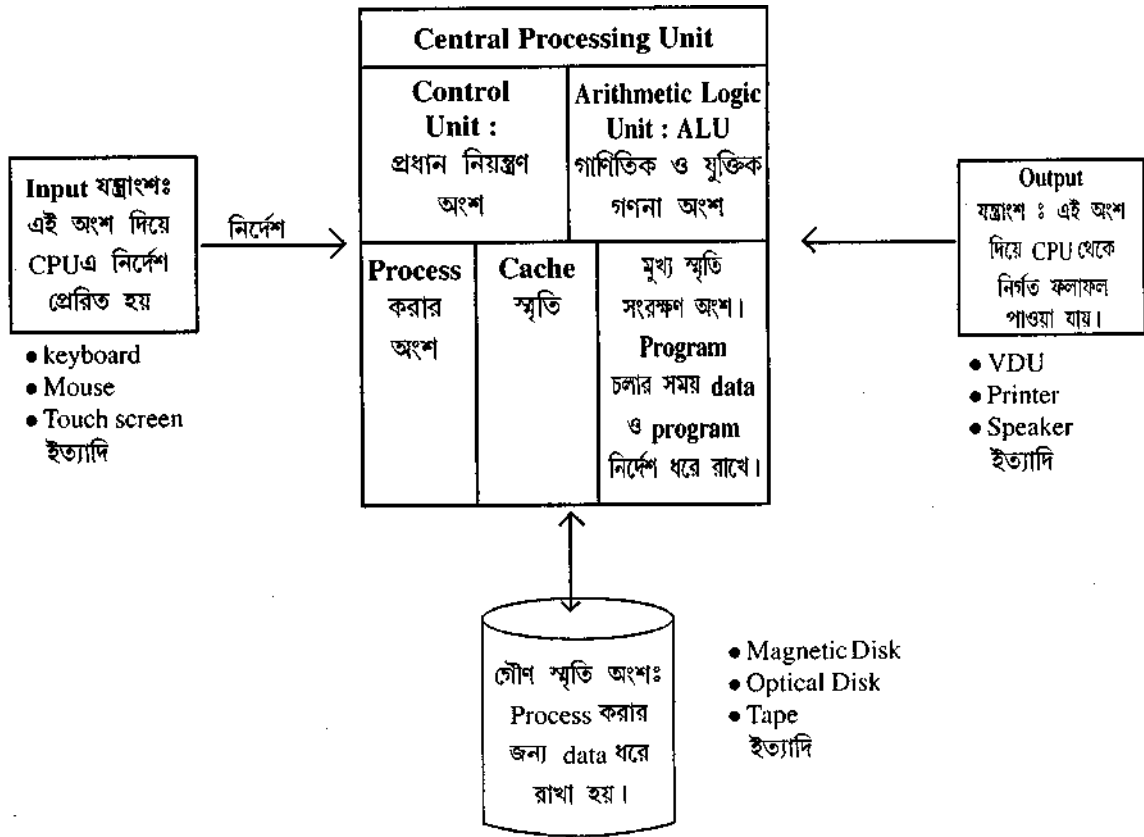 Central Processing Unit
Control
Unit :
প্রধান নিয়ন্ত্রণ
অংশ
Arithmetic Logic
Unit : ALU
গাণিতিক ও যুক্তিক
গণনা অংশ
Input যন্ত্রাংশঃ
এই অংশ দিয়ে
CPUএ নির্দেশ
প্রেরিত হয়
নির্দেশ
● keyboard
● Mouse
● Touch screen
ইত্যাদি
Process
করার
অংশ
Cache
স্মৃতি
মুখ্য স্মৃতি
সংরক্ষণ অংশ।
Program
চলার সময় data
ও program
নির্দেশ ধরে রাখে।
Output
যন্ত্রাংশ ঃ এই অংশ
দিয়ে CPU থেকে
নির্গত ফলাফল
পাওয়া যায়।
● VDU
● Printer
● Speaker
ইত্যাদি
গৌণ স্মৃতি অংশঃ
Process করার
জন্য data ধরে
রাখা হয়।
● Magnetic Disk
● Optical Disk
● Tape
ইত্যাদি